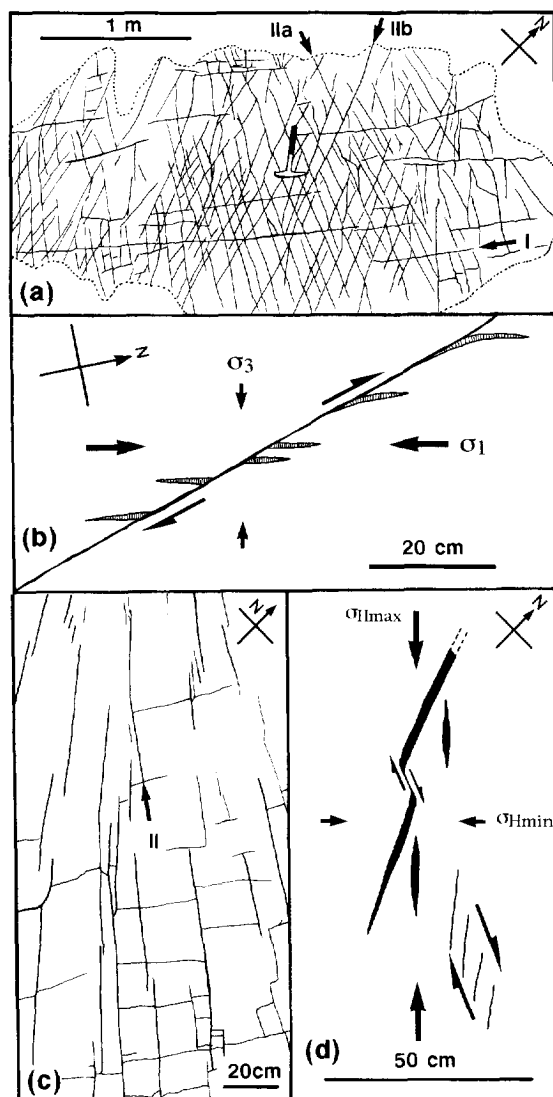 1 m
IIa
IIb
N
I
(a)
N
σ3
σ1
(b)
20 cm
N
II
(c)
20cm
N
σHmax
σHmin
(d)
50 cm